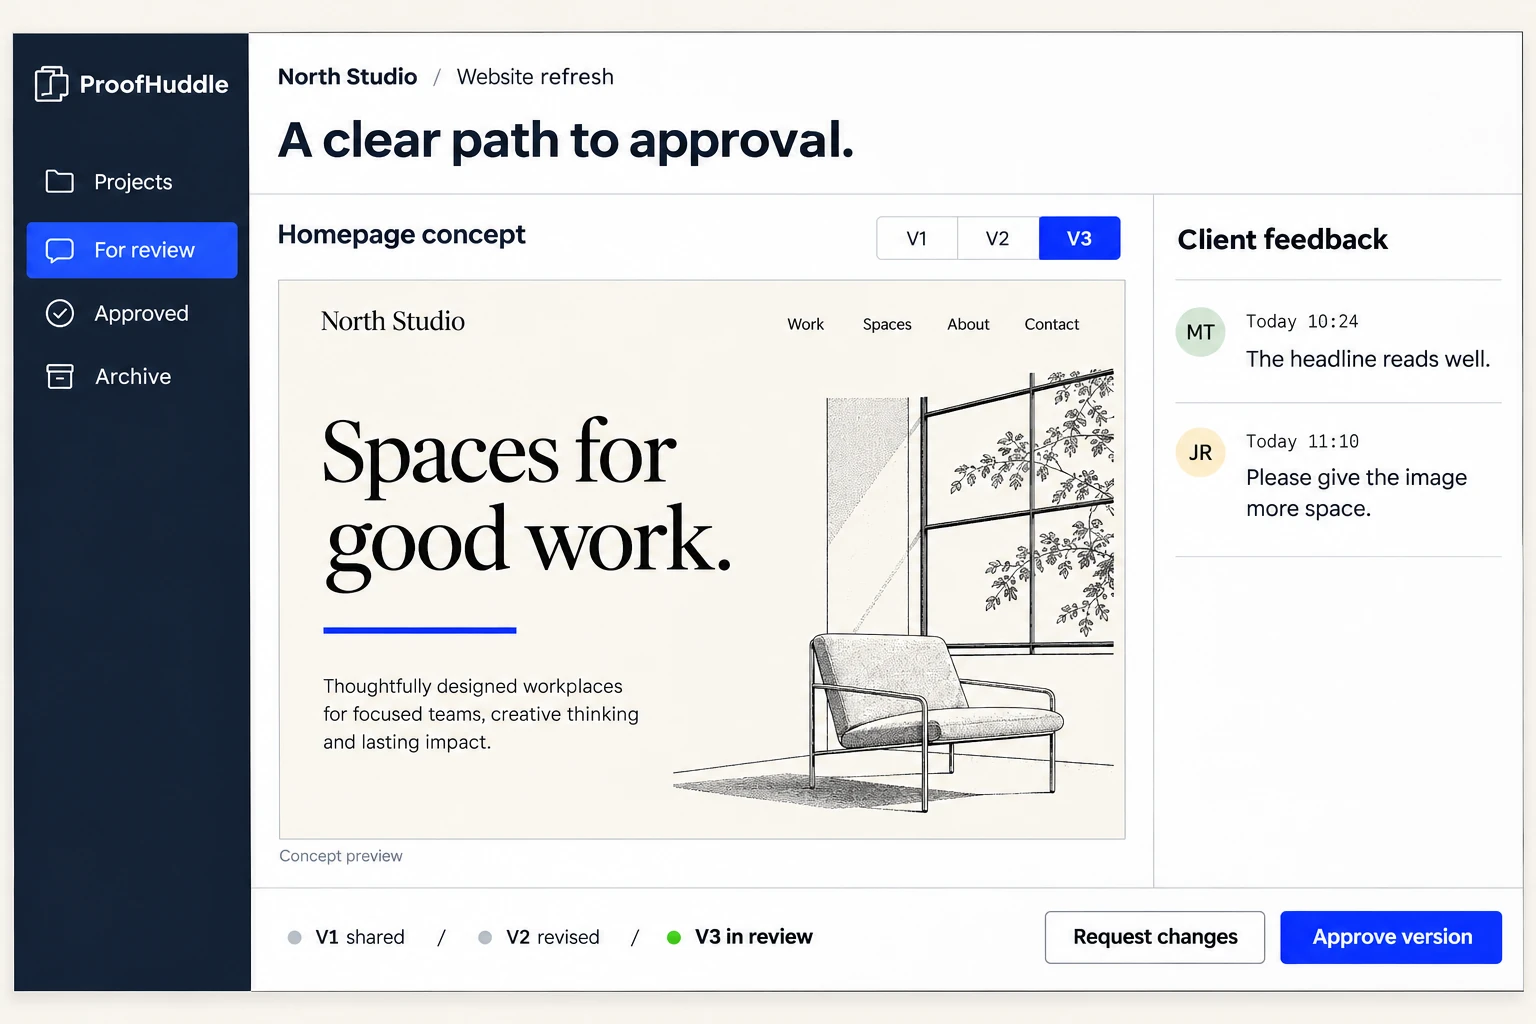 ProofHuddle
Projects
For review
Approved
Archive
North Studio / Website refresh
A clear path to approval.
Homepage concept
V1 V2 V3
North Studio
Work Spaces About Contact
Spaces for
good work.
Thoughtfully designed workplaces
for focused teams, creative thinking
and lasting impact.
Concept preview
Client feedback
MT
Today 10:24
The headline reads well.
JR
Today 11:10
Please give the image
more space.
V1 shared / V2 revised / V3 in review
Request changes
Approve version